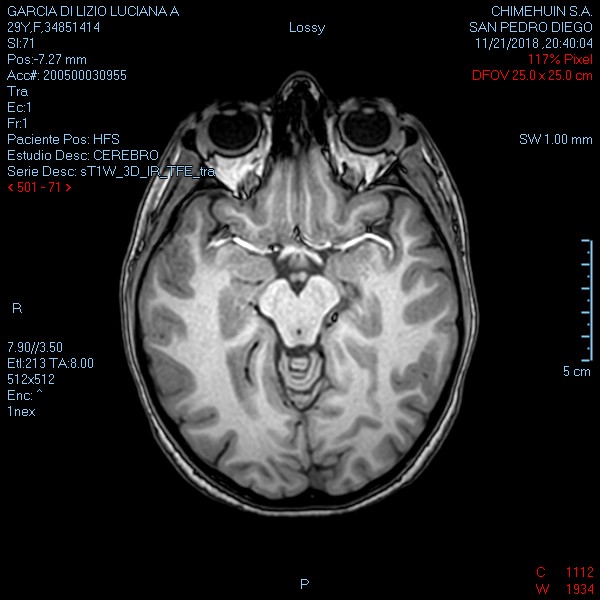 GARCIA DI LIZIO LUCIANA A
29Y,F,34851414
Sl:71
Pos:-7.27 mm
Acc#: 200500030955
Tra
Ec:1
Fr:1
Paciente Pos: HFS
Estudio Desc: CEREBRO
Serie Desc: sT1W_3D_IR_TFE_tra
< 501 - 71 >
Lossy
CHIMEHUIN S.A.
SAN PEDRO DIEGO
11/21/2018 ,20:40:04
117% Pixel
DFOV 25.0 x 25.0 cm
SW 1.00 mm
R
5 cm
7.90//3.50
Etl:213 TA:8.00
512x512
Enc: ^
1nex
P
C 1112
W 1934